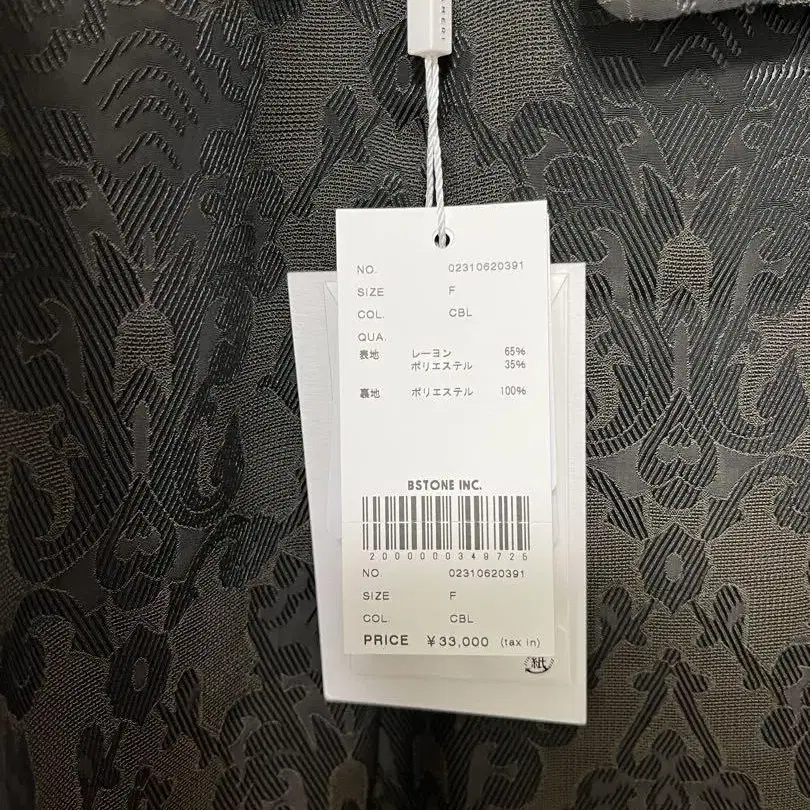 NO. 02310620391
SIZE F
COL. CBL
QUA.
表地 レーヨン 65%
ポリエステル 35%
裏地 ポリエステル 100%
BSTONE INC.
2000000349725
NO. 02310620391
SIZE F
COL. CBL
PRICE ￥33,000 (tax in)
紙